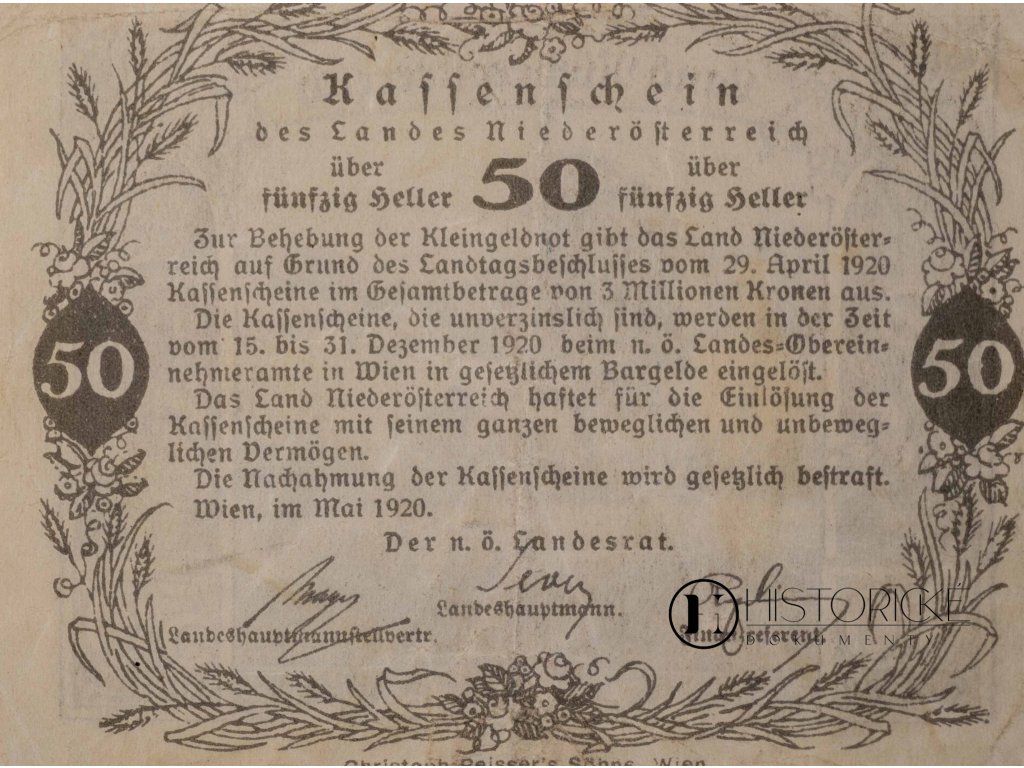 Kassenschein
des Landes Niederösterreich
über 50 über
fünfzig Heller fünfzig Heller
Zur Behebung der Kleingeldnot gibt das Land Niederöster-
reich auf Grund des Landtagsbeschlusses vom 29. April 1920
Kassenscheine im Gesamtbetrage von 3 Millionen Kronen aus.
Die Kassenscheine, die unverzinslich sind, werden in der Zeit
vom 15. bis 31. Dezember 1920 beim n. ö. Landes-Oberein-
nehmeramte in Wien in gesetzlichem Bargelde eingelöst.
50 50
Das Land Niederösterreich haftet für die Einlösung der
Kassenscheine mit seinem ganzen beweglichen und unbeweg-
lichen Vermögen.
Die Nachahmung der Kassenscheine wird gesetzlich bestraft.
Wien, im Mai 1920.
Der n. ö. Landesrat.
Landeshauptmann.
Landeshauptmannstellvertr. Finanzreferent.
HISTORICKÉ
DOKUMENTY
Christoph Reisser's Söhne, Wien